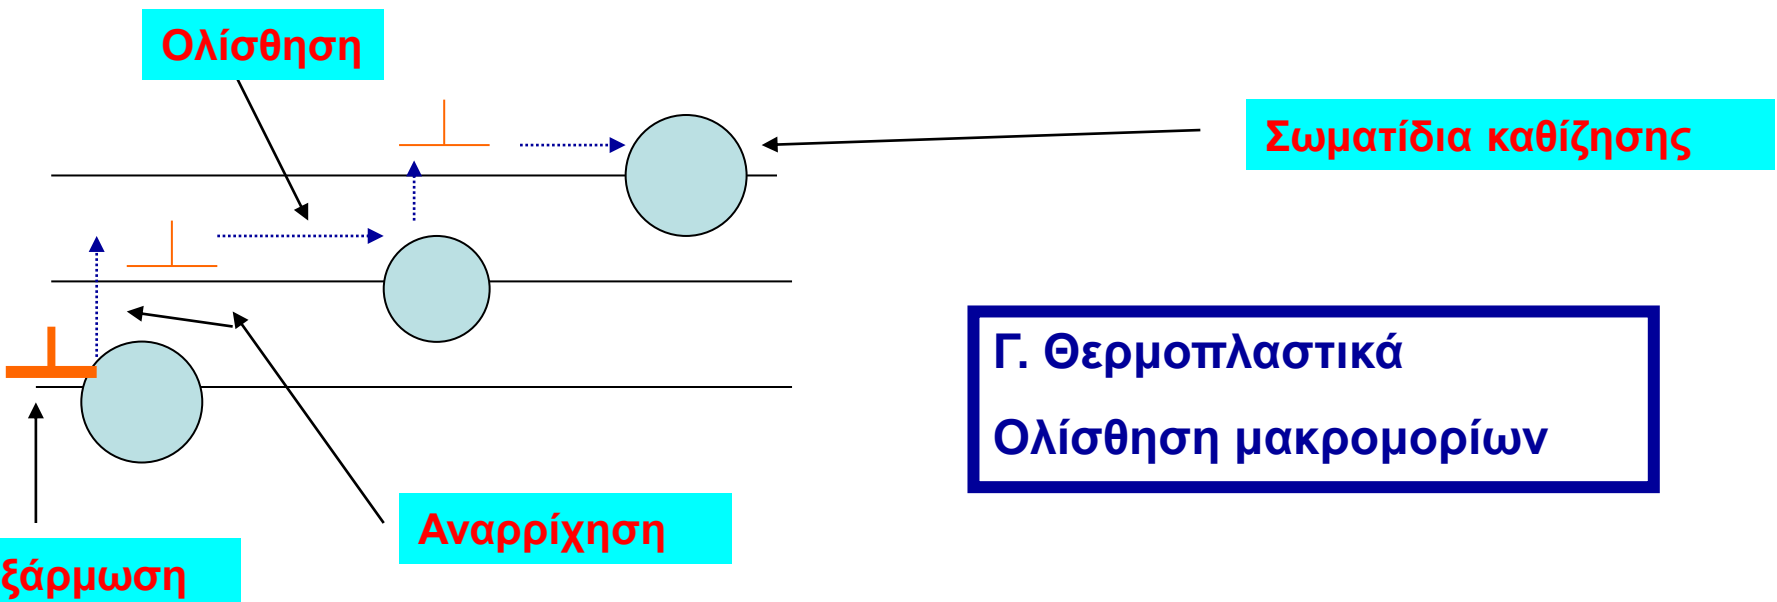 Ολίσθηση
Σωματίδια καθίζησης
Γ. Θερμοπλαστικά
Ολίσθηση μακρομορίων
Αναρρίχηση
ξάρμωση